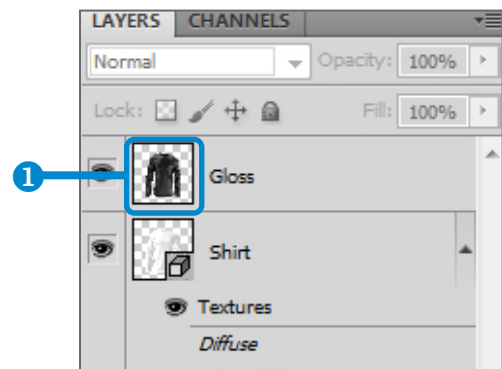 LAYERS CHANNELS
Normal Opacity: 100%
Lock: Fill: 100%
1 Gloss
Shirt
Textures
Diffuse